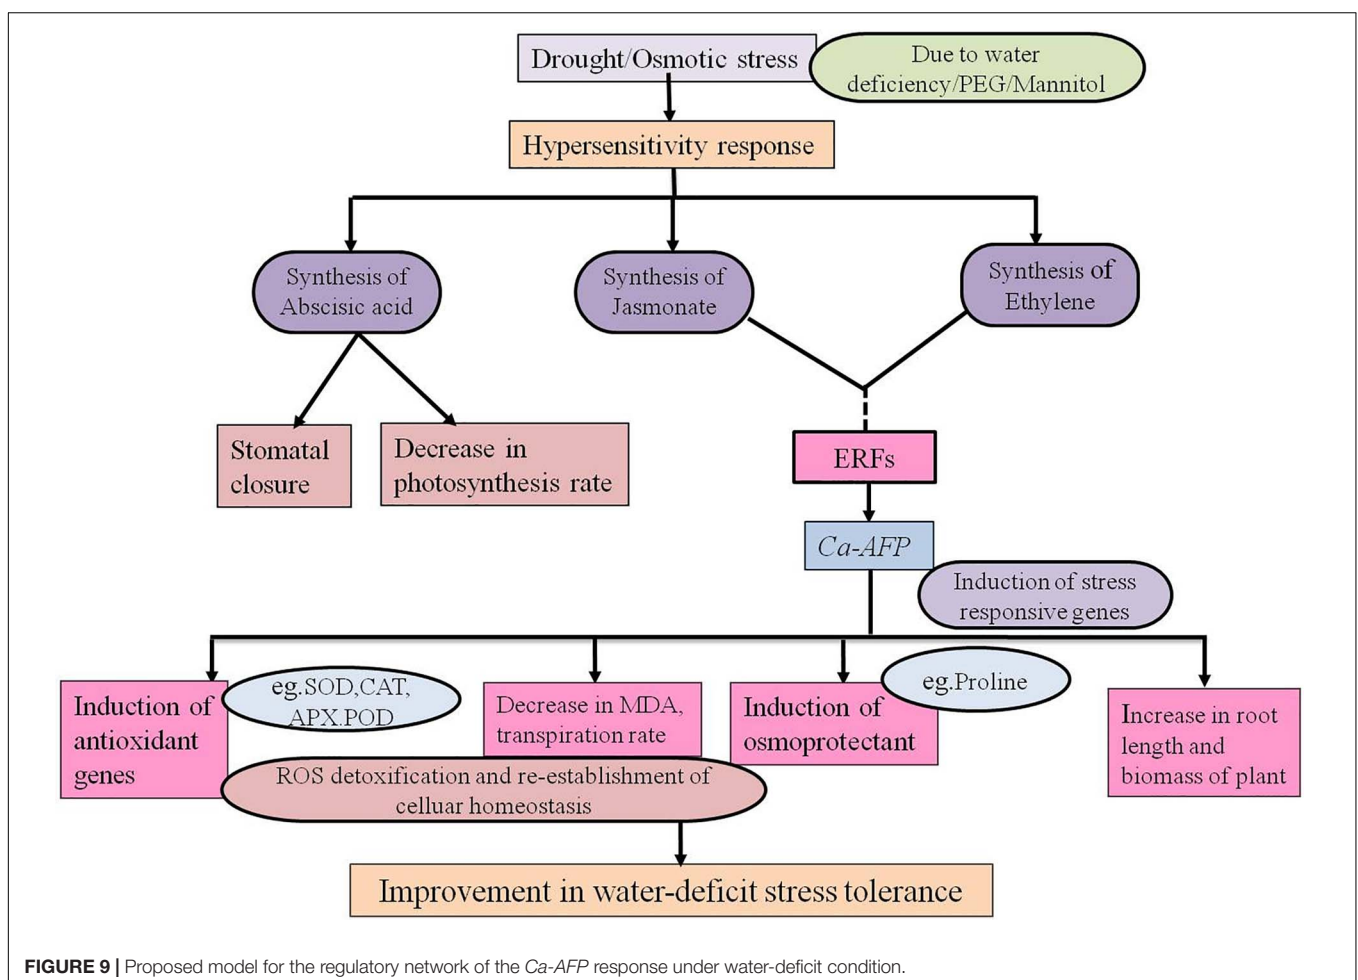 Drought/Osmotic stress
Due to water
deficiency/PEG/Mannitol
Hypersensitivity response
Synthesis of
Abscisic acid
Synthesis of
Jasmonate
Synthesis of
Ethylene
Stomatal
closure
Decrease in
photosynthesis rate
ERFs
Ca-AFP
Induction of stress
responsive genes
Induction of
antioxidant
genes
eg.SOD,CAT,
APX.POD
Decrease in MDA,
transpiration rate
Induction of
osmoprotectant
eg.Proline
Increase in root
length and
biomass of plant
ROS detoxification and re-establishment of
celluar homeostasis
Improvement in water-deficit stress tolerance
FIGURE 9 | Proposed model for the regulatory network of the Ca-AFP response under water-deficit condition.